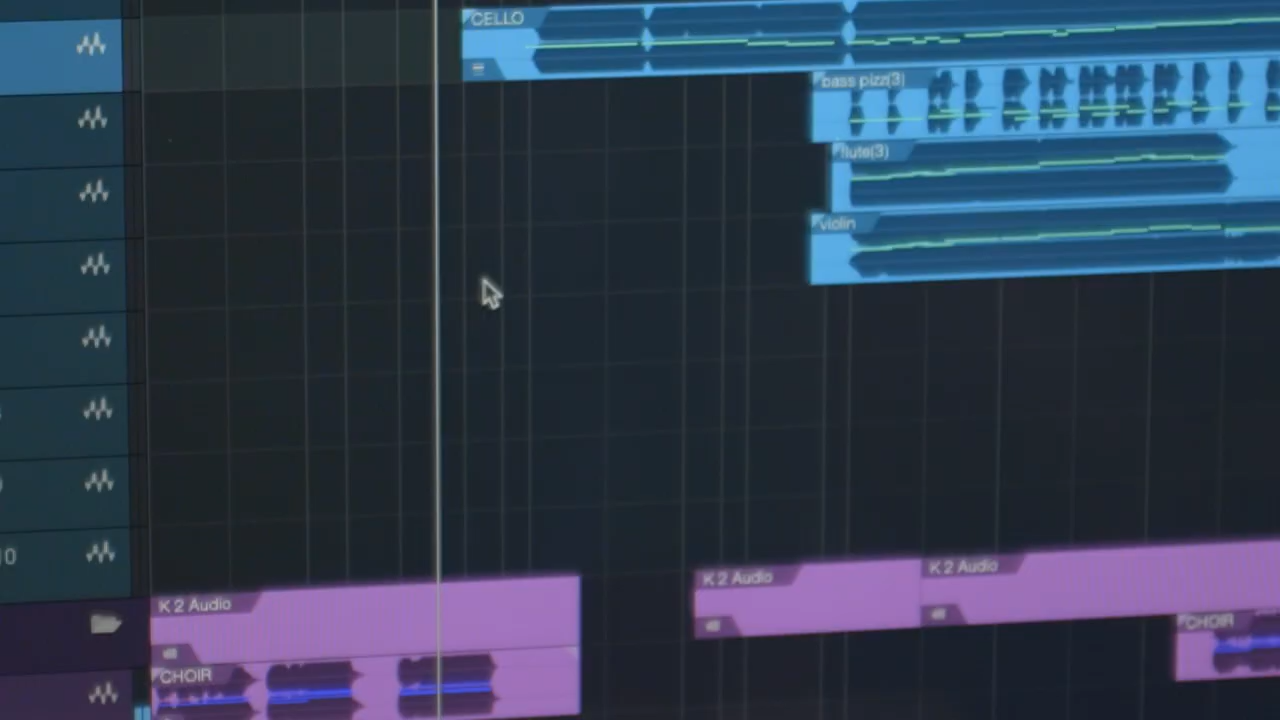 CELLO
bass pizz(3)
flute(3)
violin
10
K 2 Audio
K 2 Audio
K 2 Audio
CHOIR
CHOIR